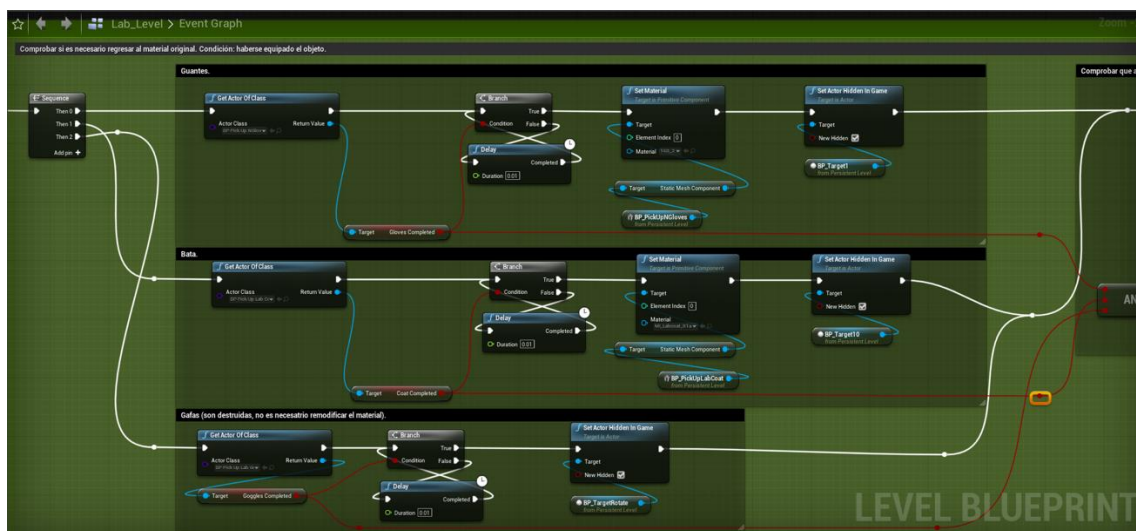 Lab_Level > Event Graph
Zoom
Comprobar si es necesario regresar al material original. Condición: haberse equipado el objeto.
Guantes.
Comprobar que a
Sequence
Then 0
Then 1
Then 2
Add pin +
Get Actor Of Class
Actor Class
Return Value
Branch
True
Condition
False
Delay
Completed
Duration 0.01
Set Material
Target is Primitive Component
Target
Element Index 0
Material
Set Actor Hidden In Game
Target is Actor
Target
New Hidden
BP_Target1
from Persistent Level
Target Static Mesh Component
BP_PickUpNGloves
from Persistent Level
Target Gloves Completed
Bata.
Get Actor Of Class
Actor Class
Return Value
Branch
True
Condition
False
Delay
Completed
Duration 0.01
Set Material
Target is Primitive Component
Target
Element Index 0
Material
Set Actor Hidden In Game
Target is Actor
Target
New Hidden
BP_Target10
from Persistent Level
Target Static Mesh Component
BP_PickUpLabCoat
from Persistent Level
Target Coat Completed
AN
Gafas (son destruidas, no es necesatrio remodificar el material).
Get Actor Of Class
Actor Class
Return Value
Branch
True
Condition
False
Delay
Completed
Duration 0.01
Set Actor Hidden In Game
Target is Actor
Target
New Hidden
BP_TargetRotate
from Persistent Level
Target Goggles Completed
LEVEL BLUEPRINT